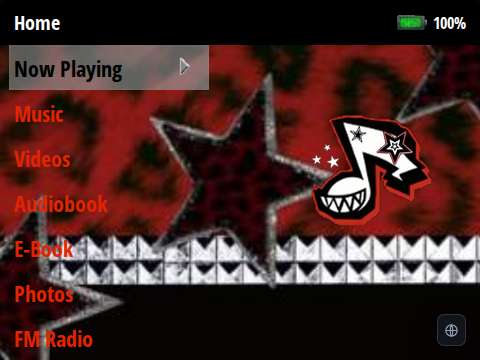 Home
100%
Now Playing
Music
Videos
Audiobook
E-Book
Photos
FM Radio